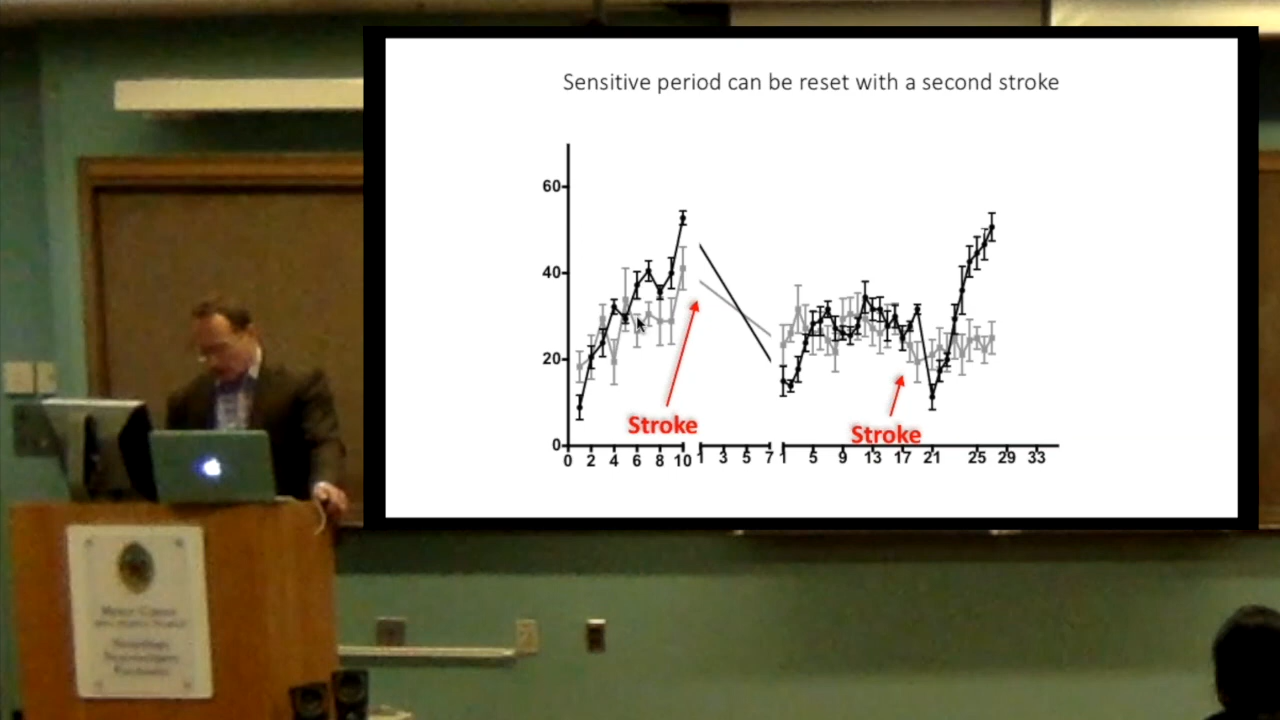 Sensitive period can be reset with a second stroke
60
40
20
0
Stroke
Stroke
0 2 4 6 8 10 1 3 5 7 1 5 9 13 17 21 25 29 33